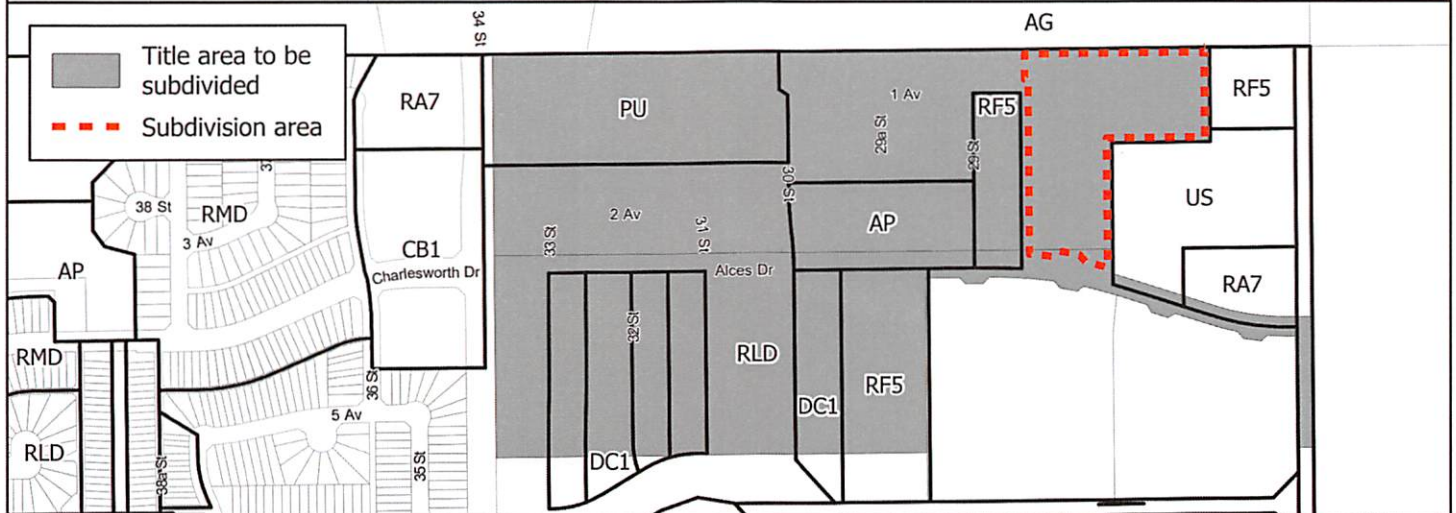 34 St
AG
Title area to be
subdivided
Subdivision area
RA7
PU
1 Av
29a St
RF5
29 St
RF5
38 St
RMD
3 Av
AP
CB1
Charlesworth Dr
33 St
2 Av
31 St
30 St
AP
US
Alces Dr
RA7
32 St
RMD
RLD
36 St
5 Av
35 St
RLD
38a St
DC1
DC1
RF5